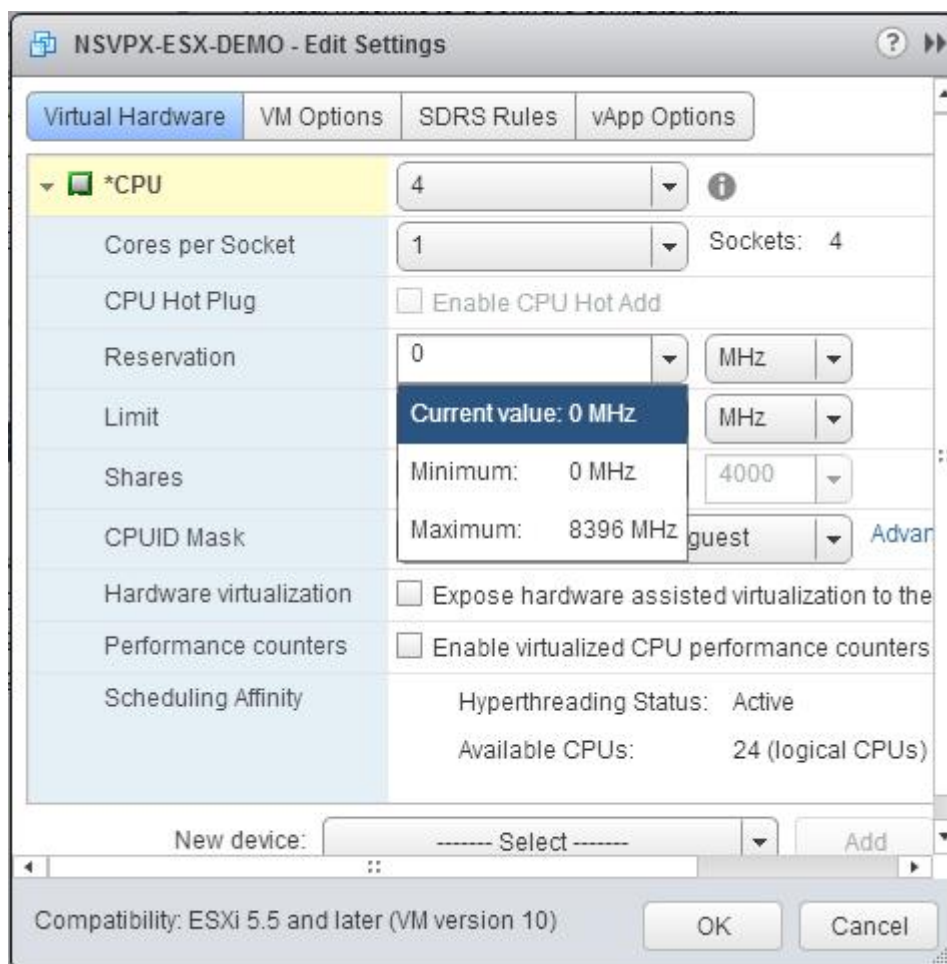 NSVPX-ESX-DEMO - Edit Settings ?
Virtual Hardware VM Options SDRS Rules vApp Options
*CPU 4
Cores per Socket 1 Sockets: 4
CPU Hot Plug Enable CPU Hot Add
Reservation 0 MHz
Limit Current value: 0 MHz MHz
Shares Minimum: 0 MHz 4000
CPUID Mask Maximum: 8396 MHz guest Advan
Hardware virtualization Expose hardware assisted virtualization to the
Performance counters Enable virtualized CPU performance counters
Scheduling Affinity Hyperthreading Status: Active
Available CPUs: 24 (logical CPUs)
New device: ------- Select ------- Add
Compatibility: ESXi 5.5 and later (VM version 10) OK Cancel